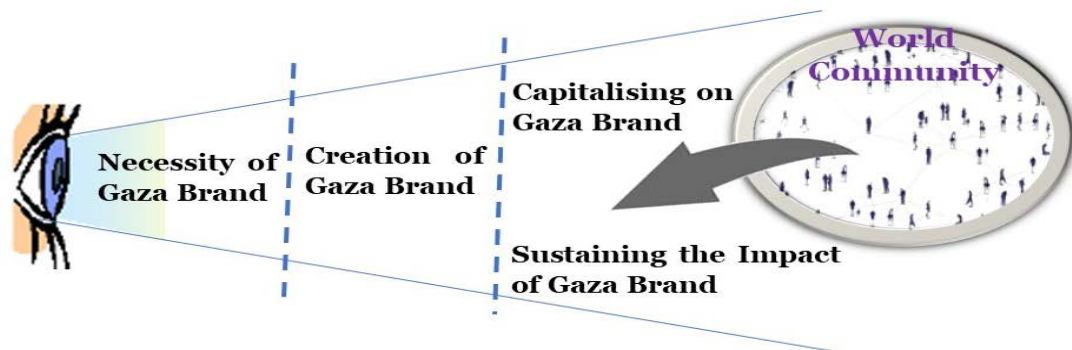 Necessity of
Gaza Brand
Creation of
Gaza Brand
Capitalising on
Gaza Brand
Sustaining the Impact
of Gaza Brand
World
Community